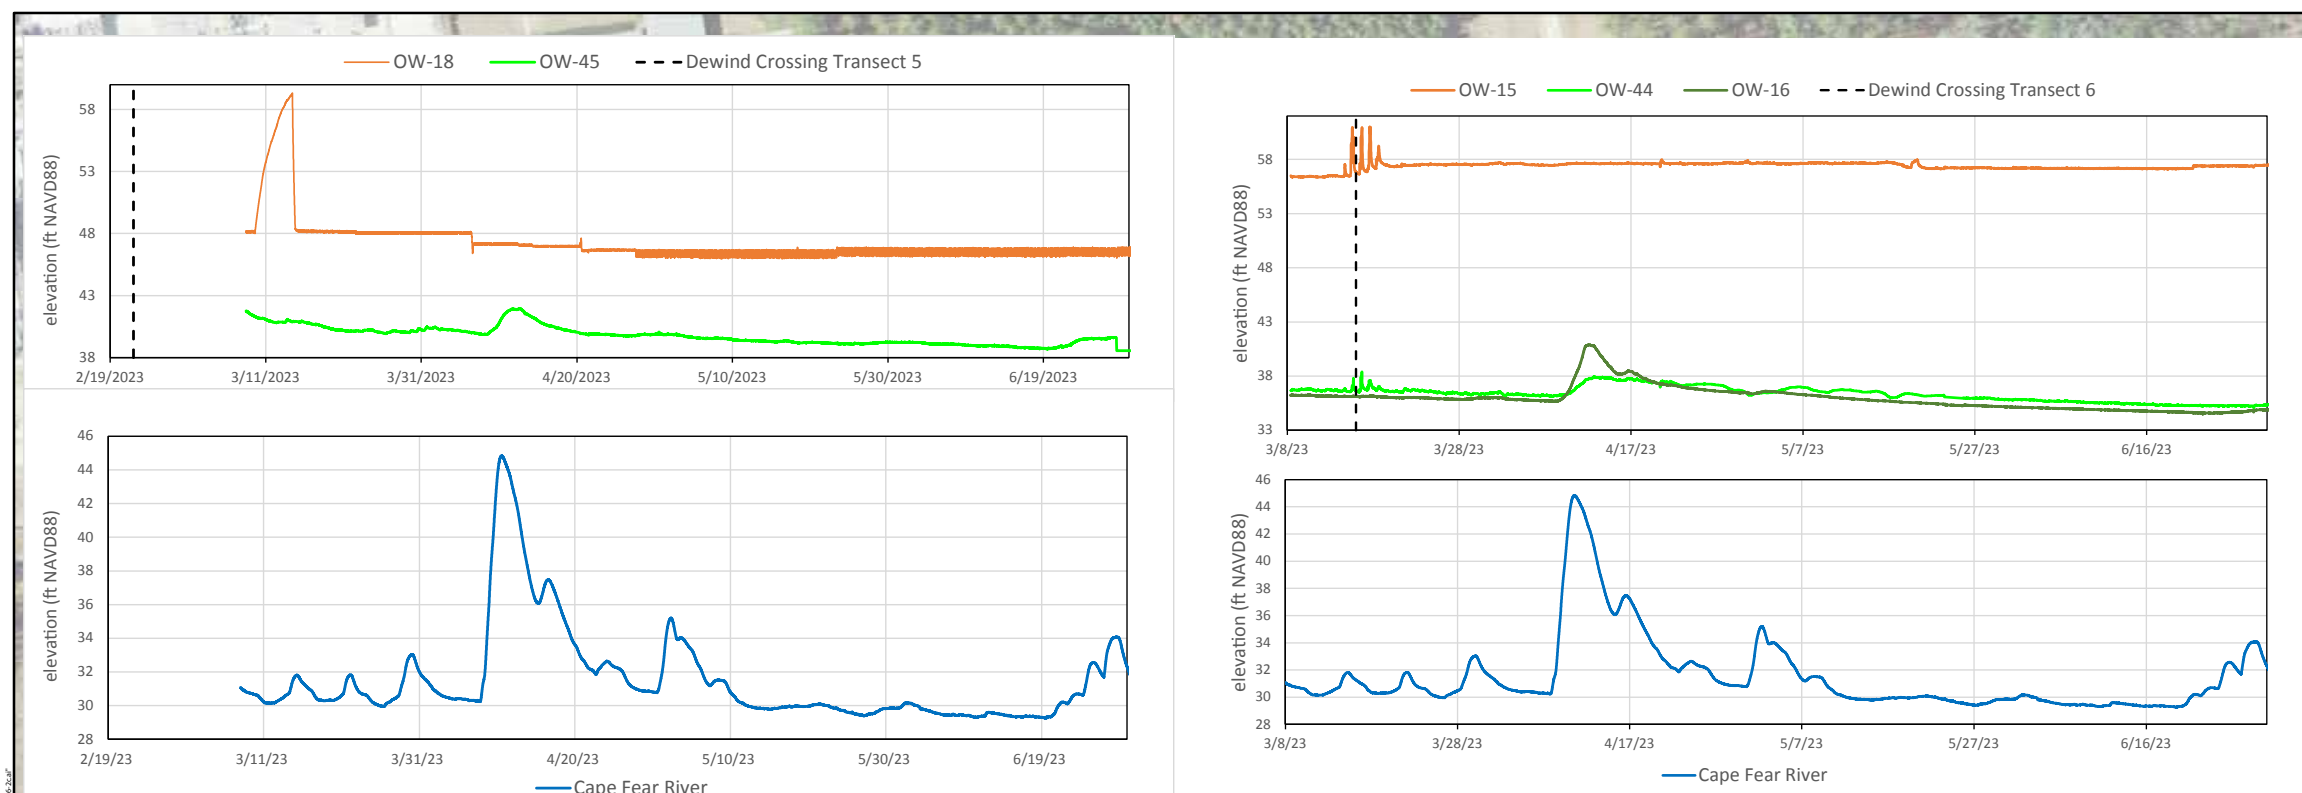 OW-18 OW-45 Dewind Crossing Transect 5
elevation (ft NAVD88)
58
53
48
43
38
2/19/2023 3/11/2023 3/31/2023 4/20/2023 5/10/2023 5/30/2023 6/19/2023
elevation (ft NAVD88)
46
44
42
40
38
36
34
32
30
28
2/19/23 3/11/23 3/31/23 4/20/23 5/10/23 5/30/23 6/19/23
Cape Fear River
OW-15 OW-44 OW-16 Dewind Crossing Transect 6
elevation (ft NAVD88)
58
53
48
43
38
33
3/8/23 3/28/23 4/17/23 5/7/23 5/27/23 6/16/23
elevation (ft NAVD88)
46
44
42
40
38
36
34
32
30
28
3/8/23 3/28/23 4/17/23 5/7/23 5/27/23 6/16/23
Cape Fear River